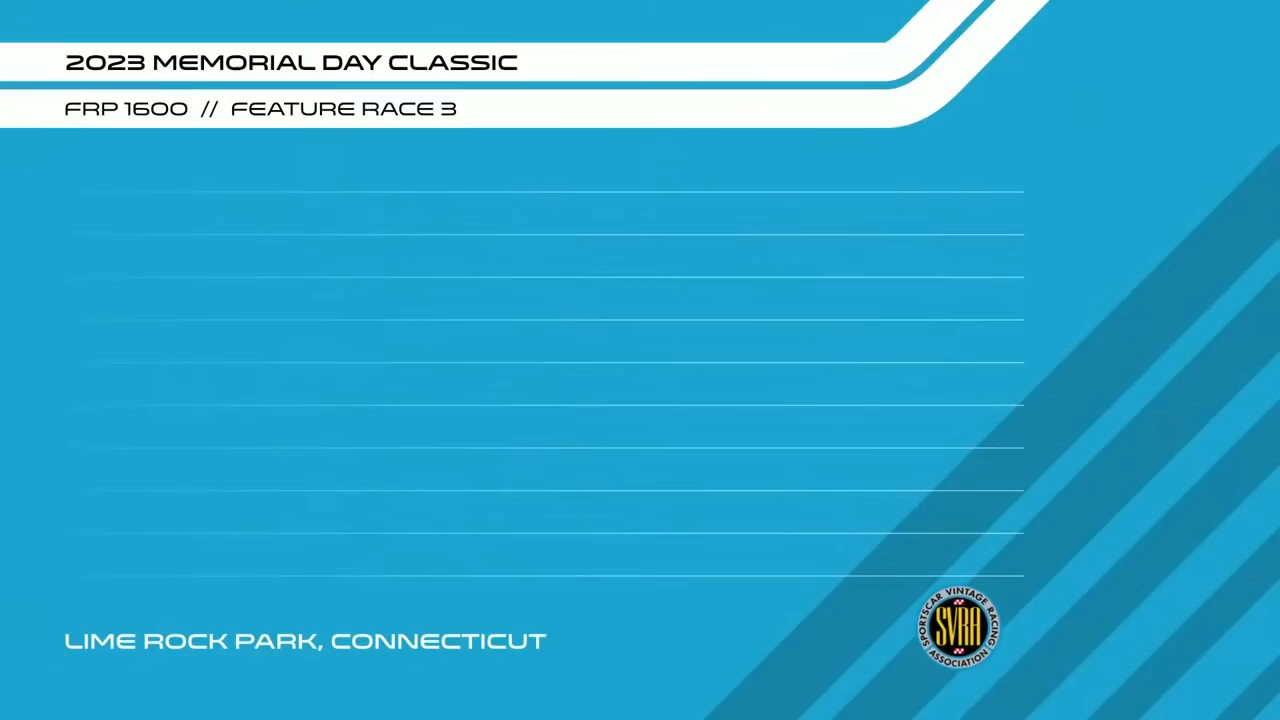 2023 MEMORIAL DAY CLASSIC
FRP 1600 // FEATURE RACE 3
LIME ROCK PARK, CONNECTICUT
SPORTSCAR VINTAGE RACING
SVRA
ASSOCIATION